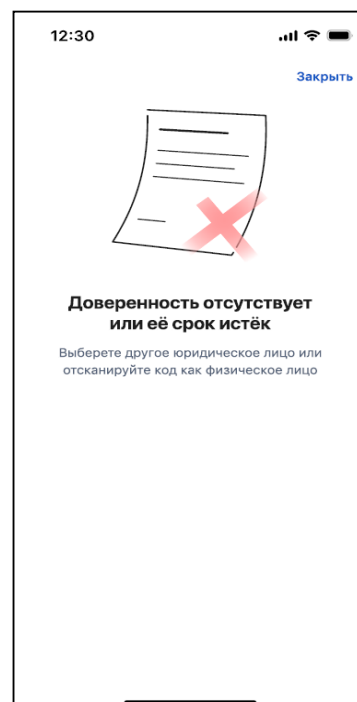 12:30
Закрыть
Доверенность отсутствует
или её срок истёк
Выберете другое юридическое лицо или
отсканируйте код как физическое лицо